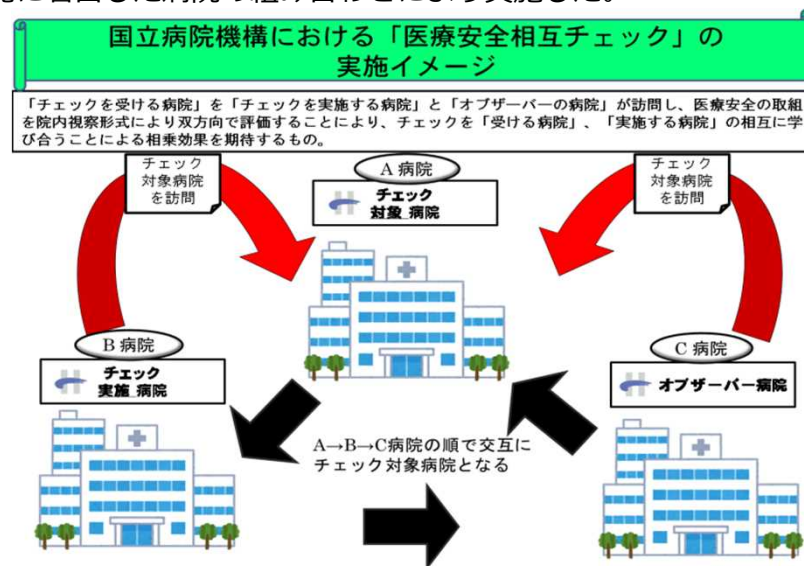 国立病院機構における「医療安全相互チェック」の
実施イメージ
「チェックを受ける病院」を「チェックを実施する病院」と「オブザーバーの病院」が訪問し、医療安全の取組
を院内視察形式により双方向で評価することにより、チェックを「受ける病院」、「実施する病院」の相互に学
び合うことによる相乗効果を期待するもの。
チェック
対象病院
を訪問
A 病院
チェック
対象 病院
チェック
対象病院
を訪問
B 病院
チェック
実施 病院
C 病院
オブザーバー病院
A→B→C病院の順で交互に
チェック対象病院となる